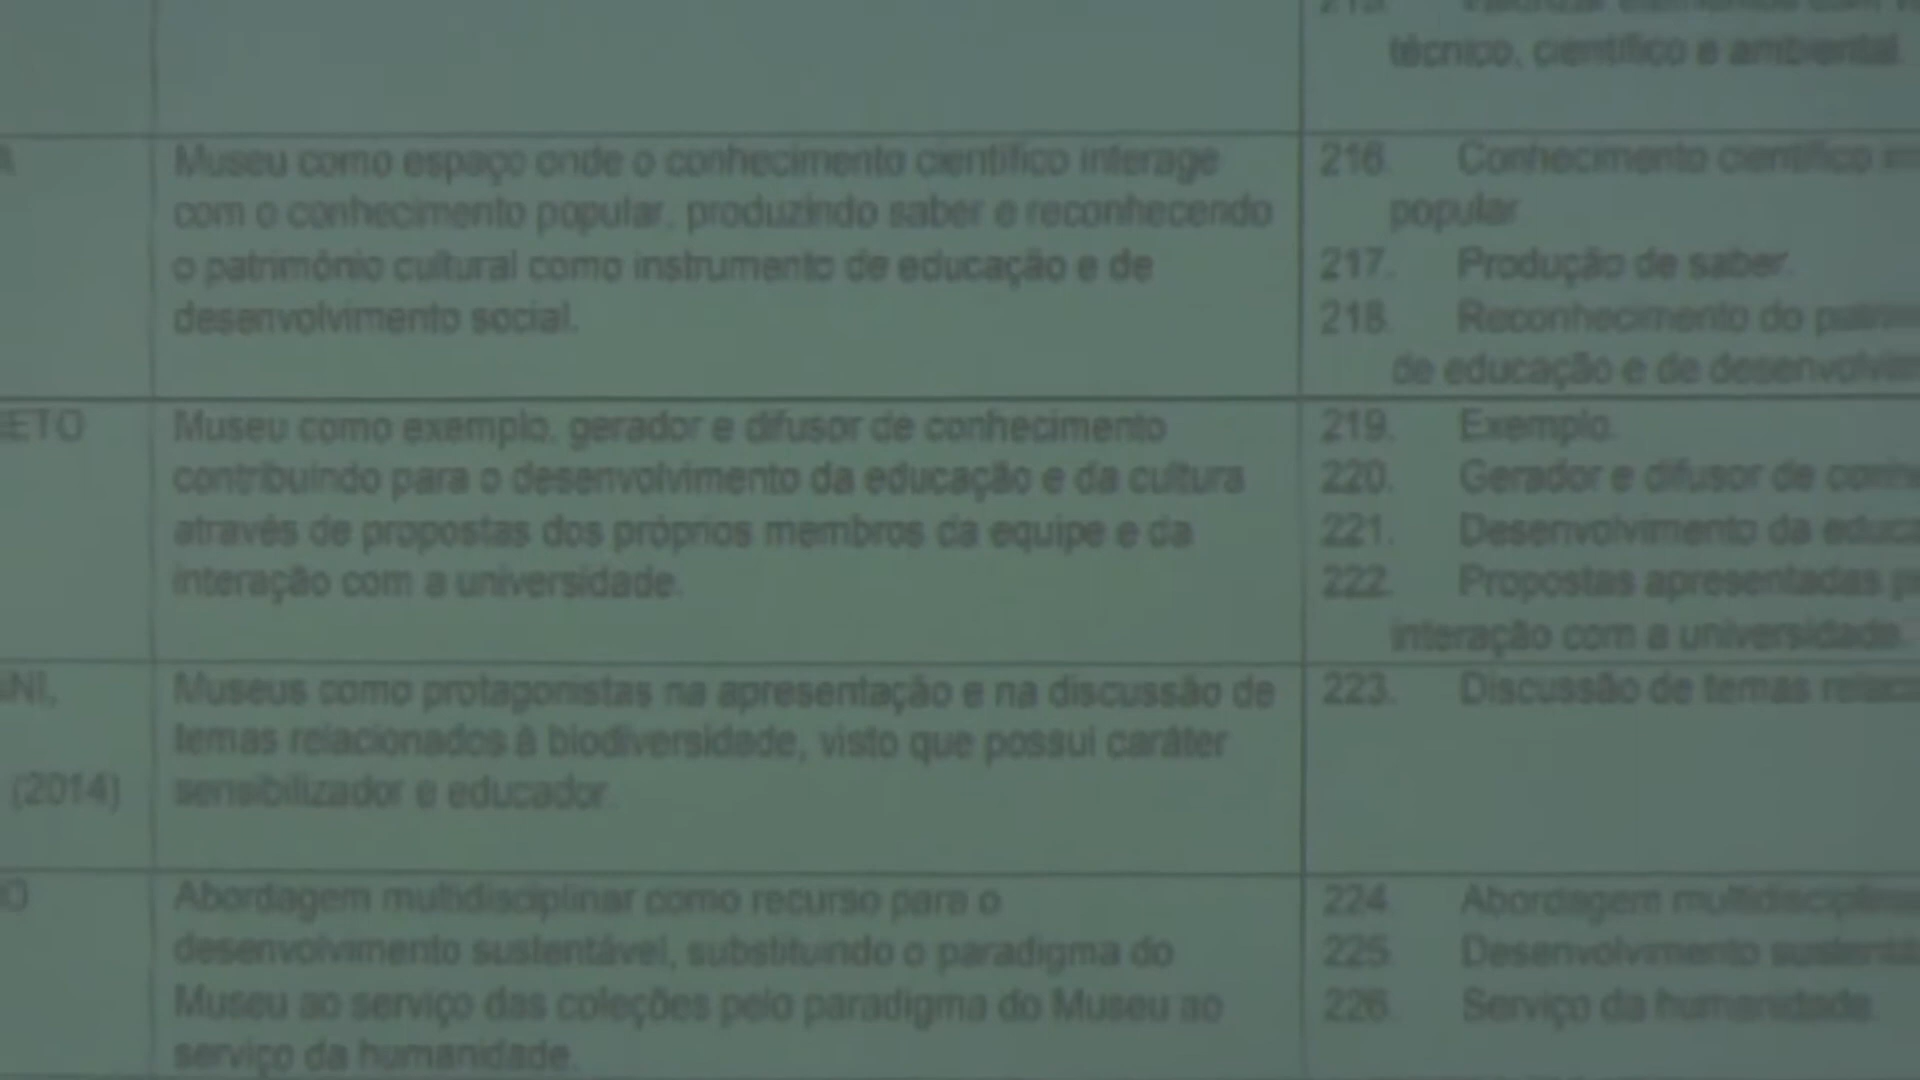 técnico, científico e ambiental.
Museu como espaço onde o conhecimento científico interage
com o conhecimento popular, produzindo saber e reconhecendo
o patrimônio cultural como instrumento de educação e de
desenvolvimento social.
216. Conhecimento científico
popular
217. Produção de saber.
218. Reconhecimento do
de educação e de
ETO
Museu como exemplo, gerador e difusor de conhecimento
contribuindo para o desenvolvimento da educação e da cultura
através de propostas dos próprios membros da equipe e da
interação com a universidade.
219. Exemplo.
220. Gerador e difusor de
221. Desenvolvimento da
222. Propostas apresentadas
interação com a universidade.
NI,
(2014)
Museus como protagonistas na apresentação e na discussão de
temas relacionados à biodiversidade, visto que possui caráter
sensibilizador e educador.
223. Discussão de temas
O
Abordagem multidisciplinar como recurso para o
desenvolvimento sustentável, substituindo o paradigma do
Museu ao serviço das coleções pelo paradigma do Museu ao
serviço da humanidade.
224. Abordagem
225. Desenvolvimento
226. Serviço da humanidade.